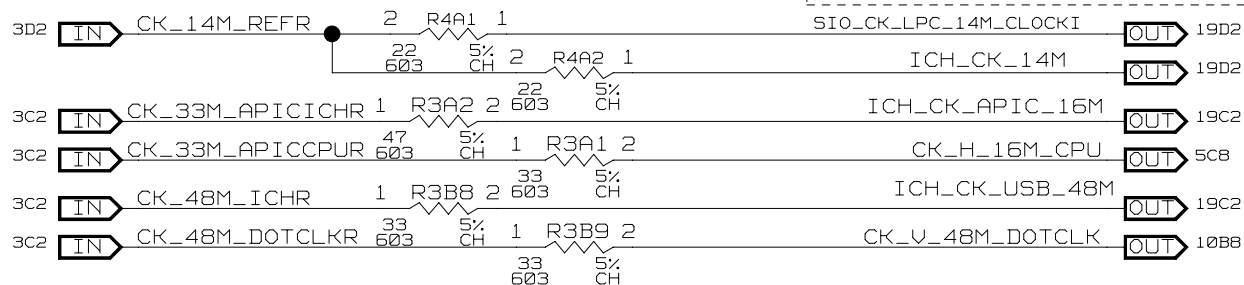 3D2 IN CK_14M_REFR 2 R4A1 1 SIO_CK_LPC_14M_CLOCKI OUT 19D2
22 5%
603 CH
2 R4A2 1 ICH_CK_14M OUT 19D2
22 5%
603 CH
3C2 IN CK_33M_APICICHR 1 R3A2 2 ICH_CK_APIC_16M OUT 19C2
47 5%
603 CH
3C2 IN CK_33M_APICCPUR 1 R3A1 2 CK_H_16M_CPU OUT 5C8
33 5%
603 CH
3C2 IN CK_48M_ICHR 1 R3B8 2 ICH_CK_USB_48M OUT 19C2
33 5%
603 CH
3C2 IN CK_48M_DOTCLKR 1 R3B9 2 CK_V_48M_DOTCLK OUT 10B8
33 5%
603 CH